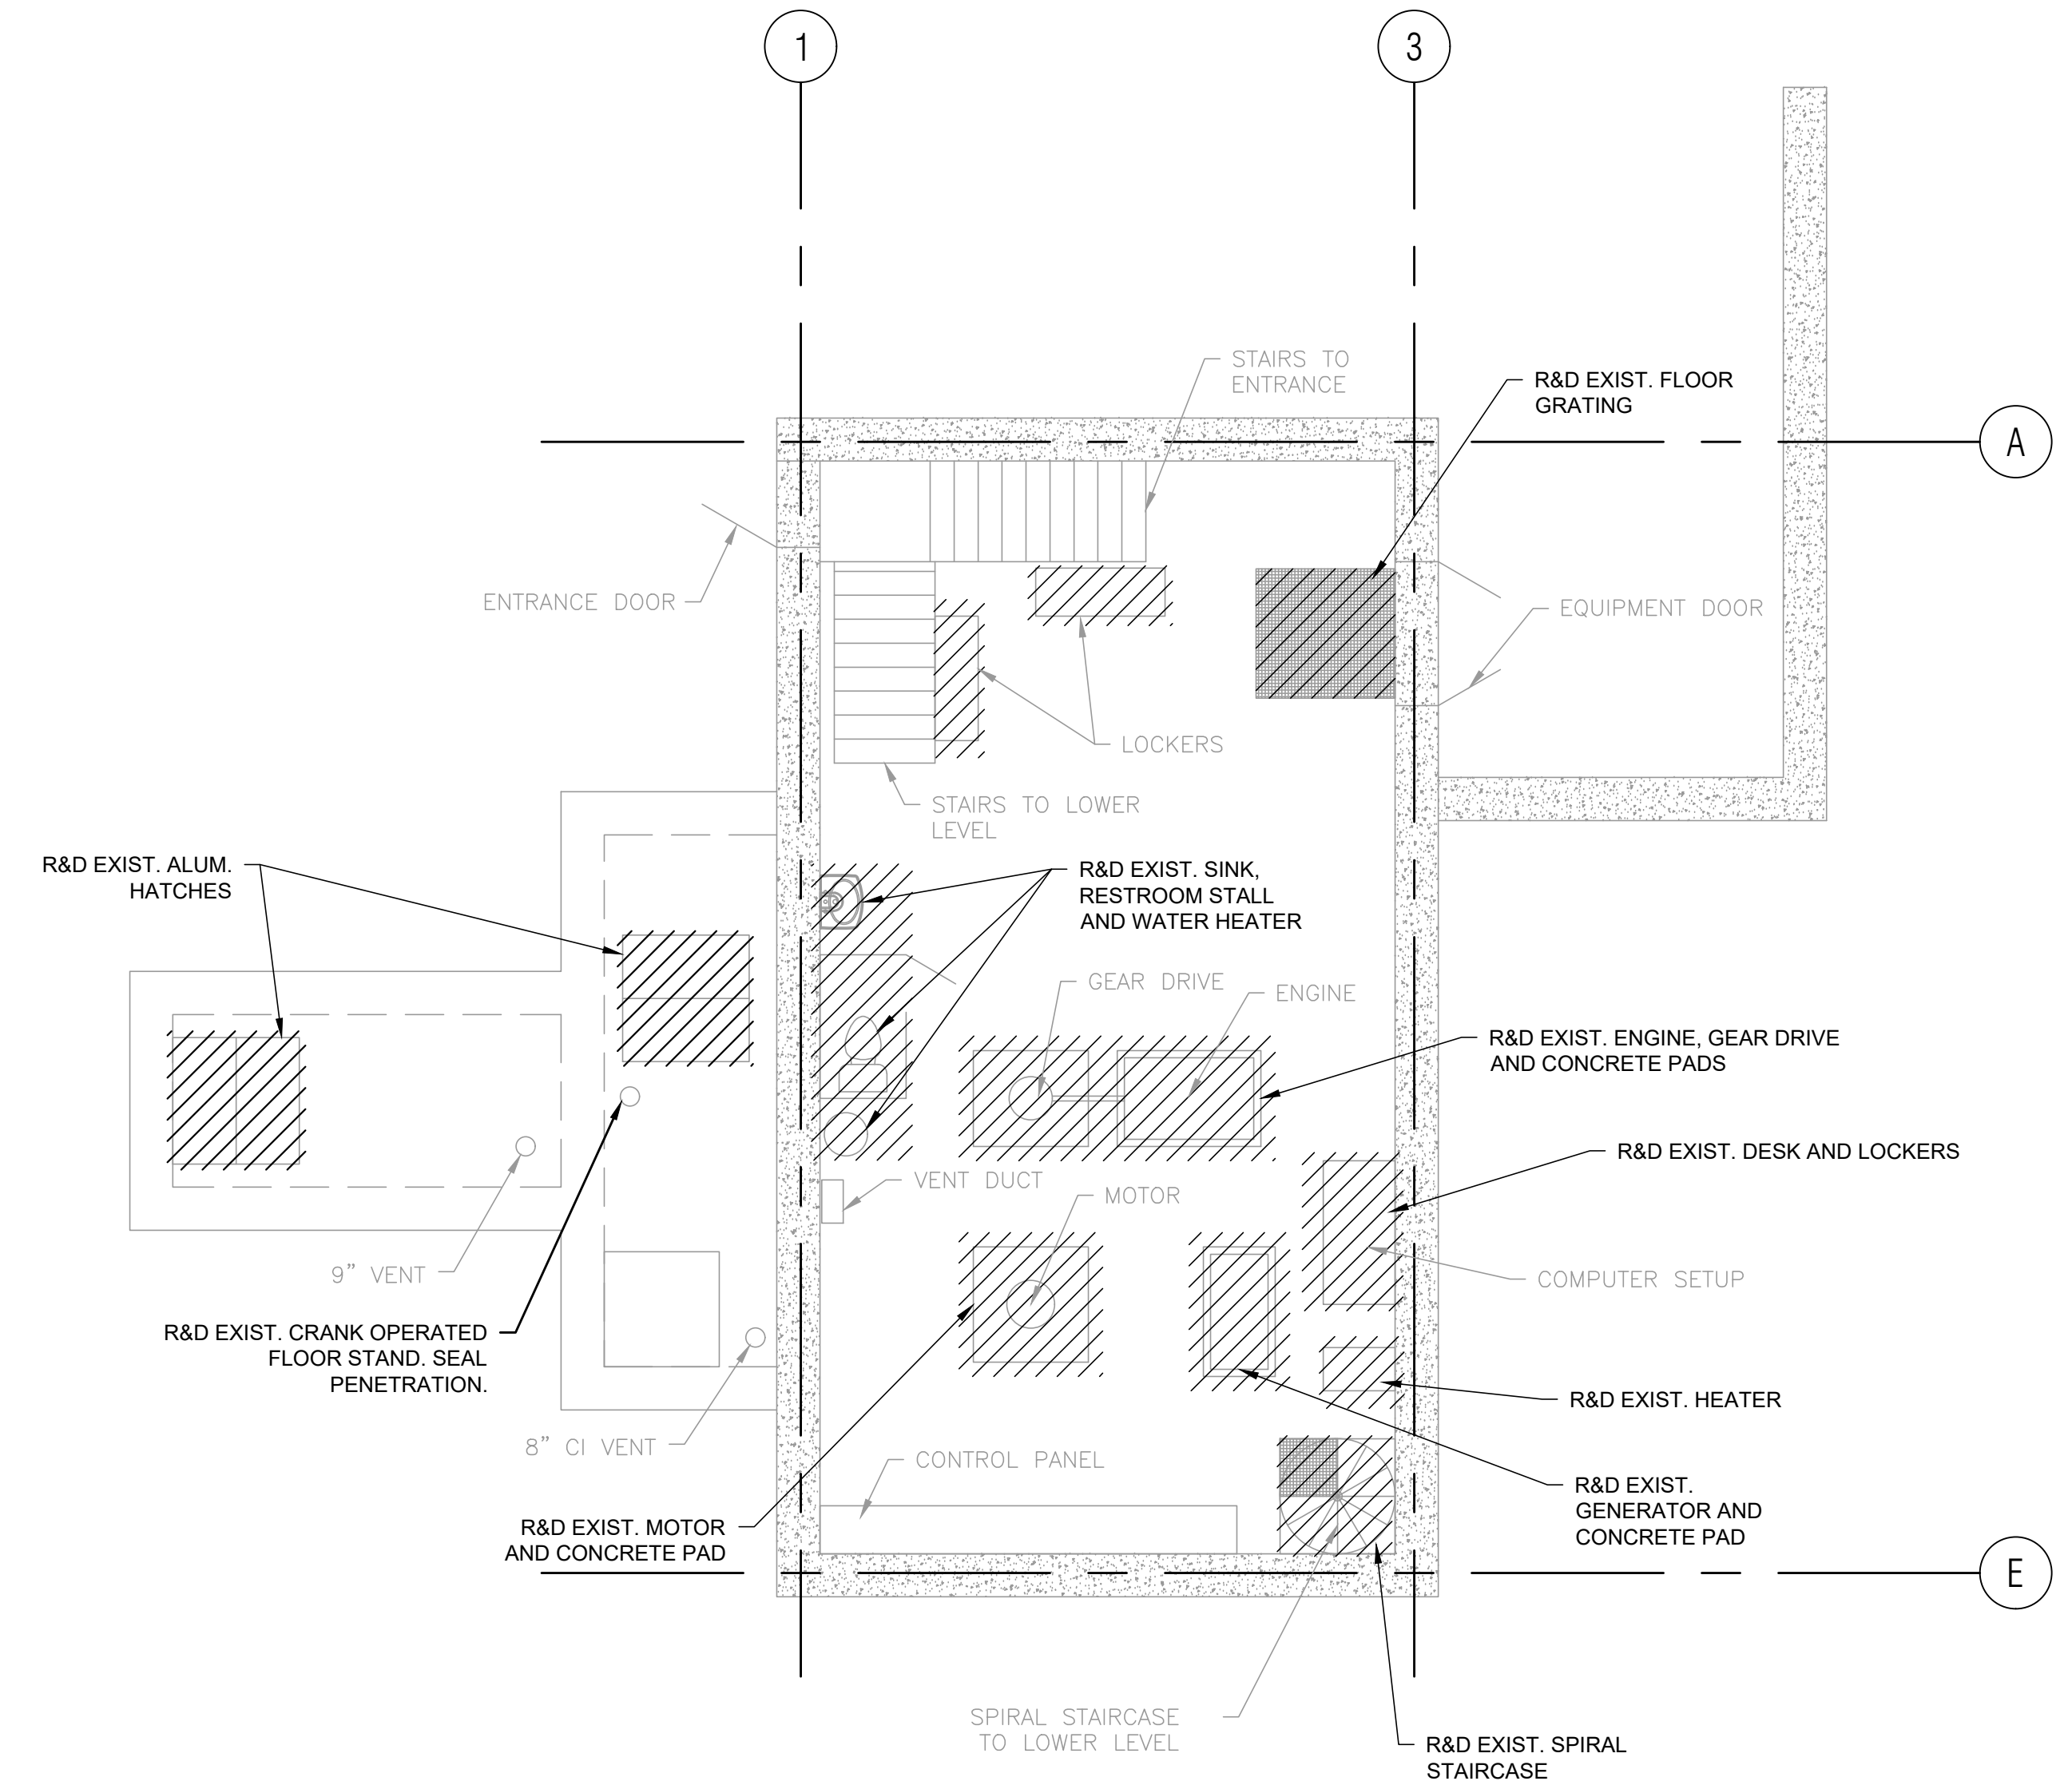 1
3
STAIRS TO
ENTRANCE
R&D EXIST. FLOOR
GRATING
A
ENTRANCE DOOR
EQUIPMENT DOOR
LOCKERS
STAIRS TO LOWER
LEVEL
R&D EXIST. ALUM.
HATCHES
R&D EXIST. SINK,
RESTROOM STALL
AND WATER HEATER
GEAR DRIVE
ENGINE
R&D EXIST. ENGINE, GEAR DRIVE
AND CONCRETE PADS
R&D EXIST. DESK AND LOCKERS
VENT DUCT
MOTOR
9” VENT
COMPUTER SETUP
R&D EXIST. CRANK OPERATED
FLOOR STAND. SEAL
PENETRATION.
R&D EXIST. HEATER
8” CI VENT
CONTROL PANEL
R&D EXIST.
GENERATOR AND
CONCRETE PAD
R&D EXIST. MOTOR
AND CONCRETE PAD
E
SPIRAL STAIRCASE
TO LOWER LEVEL
R&D EXIST. SPIRAL
STAIRCASE